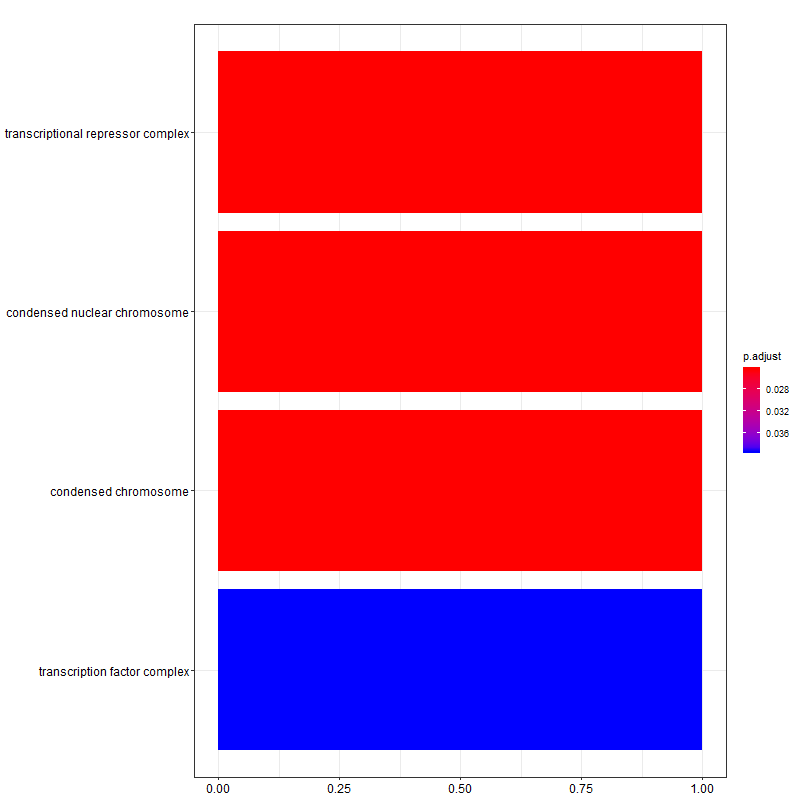 transcriptional repressor complex
condensed nuclear chromosome
condensed chromosome
transcription factor complex
0.00 0.25 0.50 0.75 1.00
p.adjust
0.028
0.032
0.036